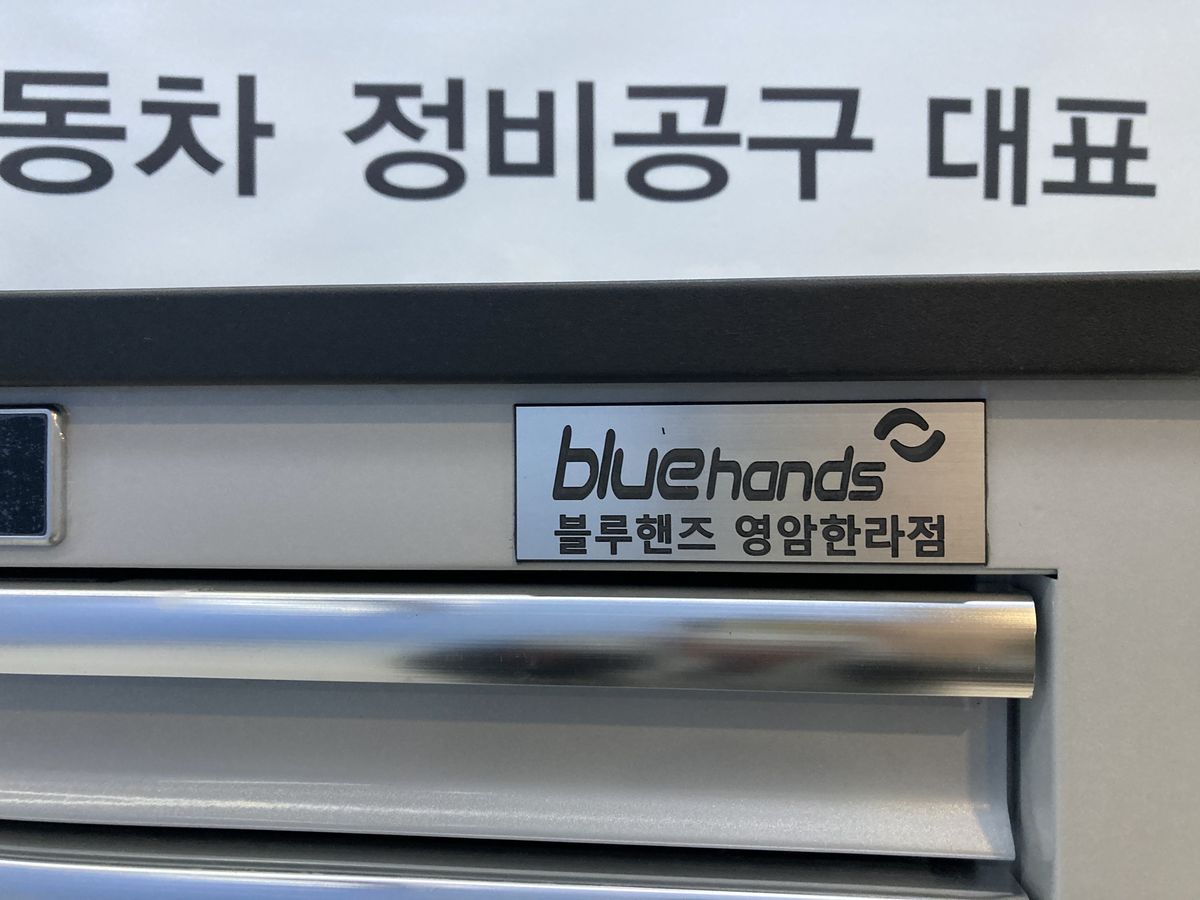 동차 정비공구 대표
bluehands
블루핸즈 영암한라점